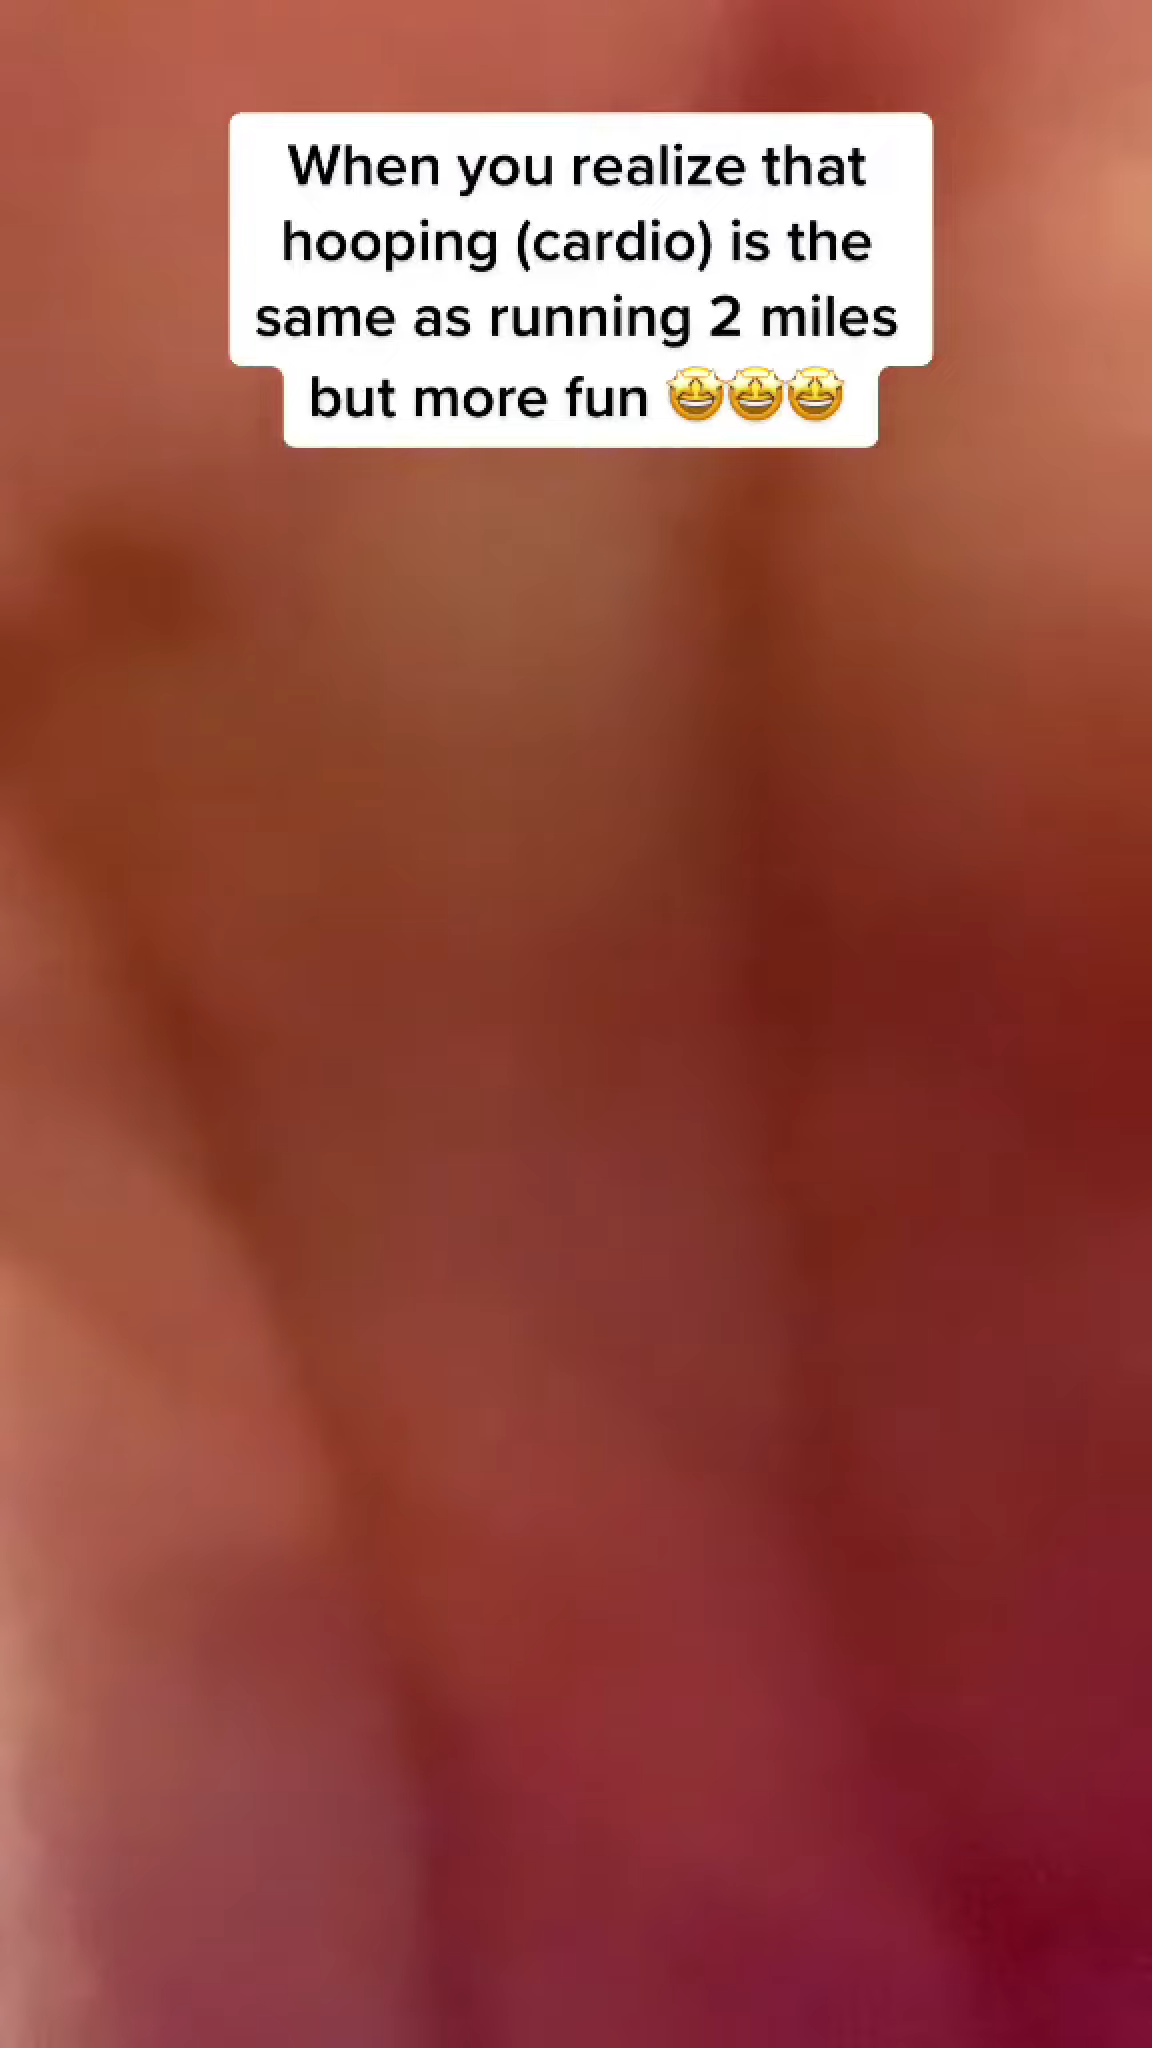 When you realize that
hooping (cardio) is the
same as running 2 miles
but more fun 🤩🤩🤩